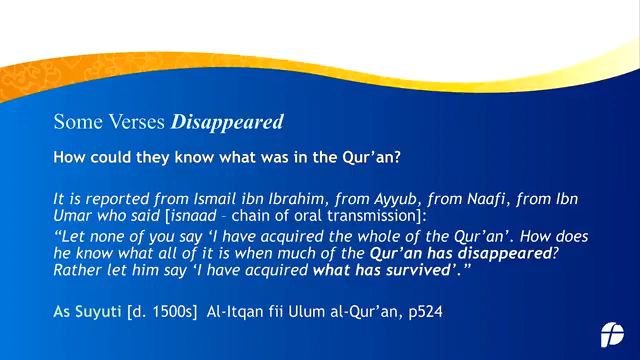 Some Verses Disappeared
How could they know what was in the Qur’an?
It is reported from Ismail ibn Ibrahim, from Ayyub, from Naafi, from Ibn
Umar who said [isnaad – chain of oral transmission]:
“Let none of you say ‘I have acquired the whole of the Qur’an’. How does
he know what all of it is when much of the Qur’an has disappeared?
Rather let him say ‘I have acquired what has survived’.”
As Suyuti [d. 1500s]  Al-Itqan fii Ulum al-Qur’an, p524